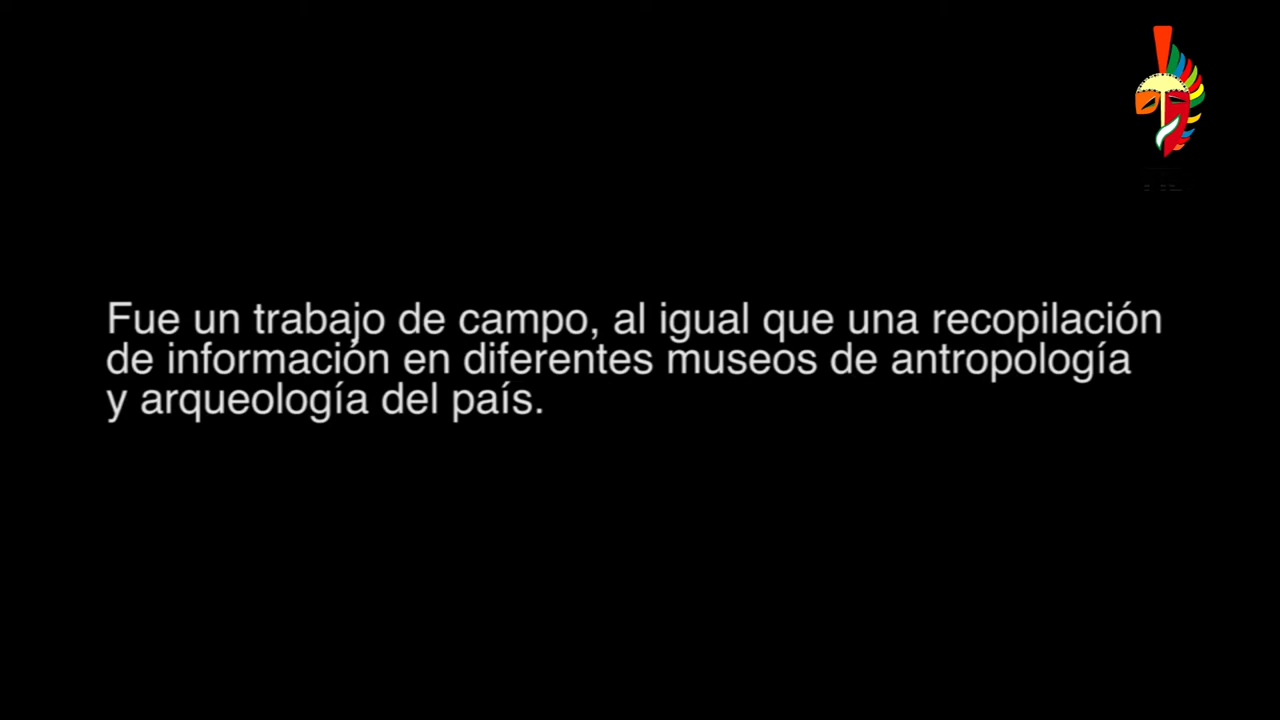 Fue un trabajo de campo, al igual que una recopilación
de información en diferentes museos de antropología
y arqueología del país.